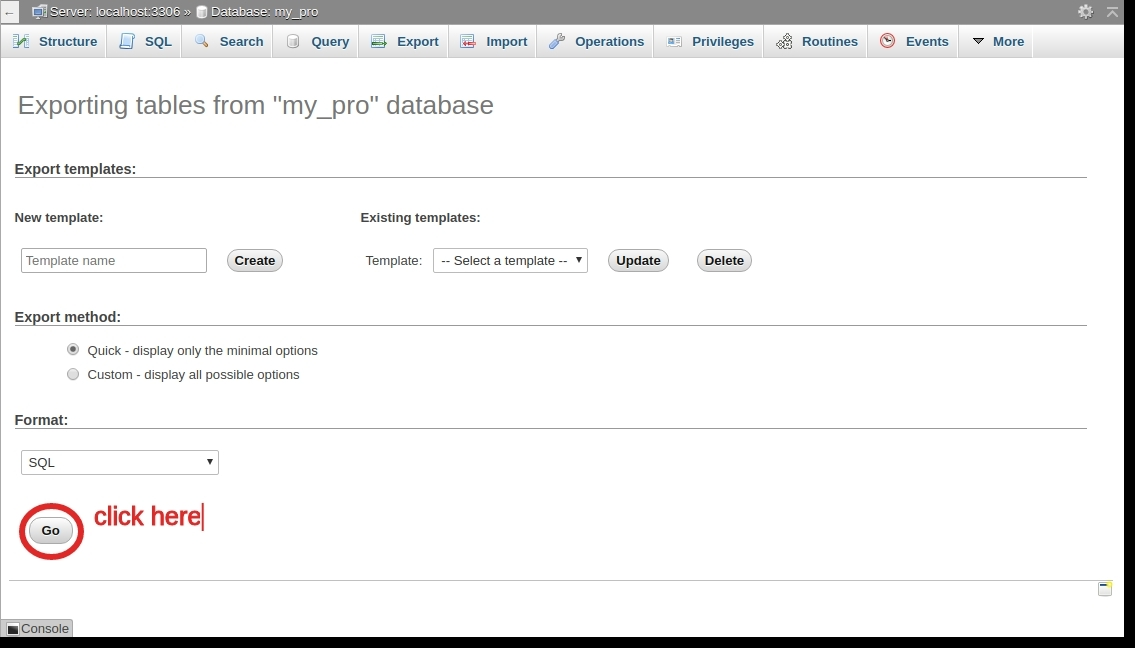 ← Server: localhost:3306 » Database: my_pro
Structure SQL Search Query Export Import Operations Privileges Routines Events More
Exporting tables from "my_pro" database
Export templates:
New template: Existing templates:
Template name Create Template: -- Select a template -- Update Delete
Export method:
Quick - display only the minimal options
Custom - display all possible options
Format:
SQL
Go click here
Console